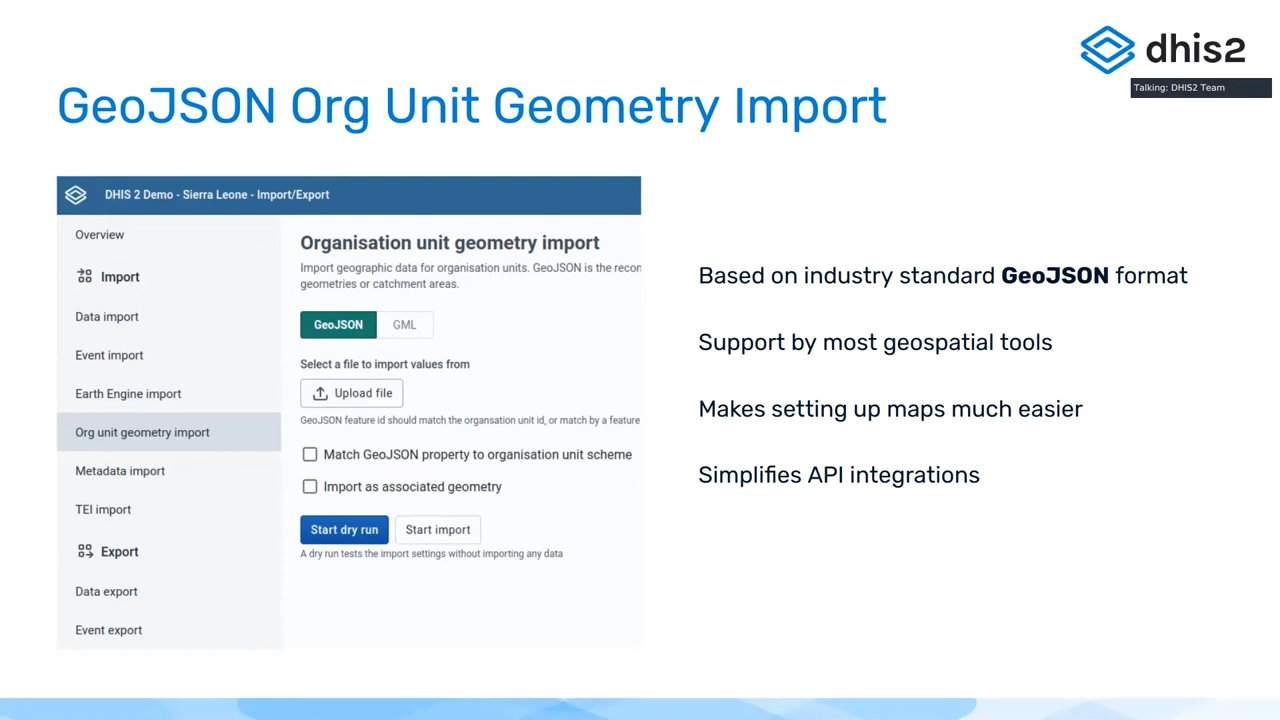 dhis2
Talking: DHIS2 Team
GeoJSON Org Unit Geometry Import
DHIS 2 Demo - Sierra Leone - Import/Export
Overview
Import
Data import
Event import
Earth Engine import
Org unit geometry import
Metadata import
TEI import
Export
Data export
Event export
Organisation unit geometry import
Import geographic data for organisation units. GeoJSON is the recon
geometries or catchment areas.
GeoJSON
GML
Select a file to import values from
Upload file
GeoJSON feature id should match the organsation unit id, or match by a feature
Match GeoJSON property to organisation unit scheme
Import as associated geometry
Start dry run
Start import
A dry run tests the import settings without importing any data
Based on industry standard GeoJSON format
Support by most geospatial tools
Makes setting up maps much easier
Simplifies API integrations